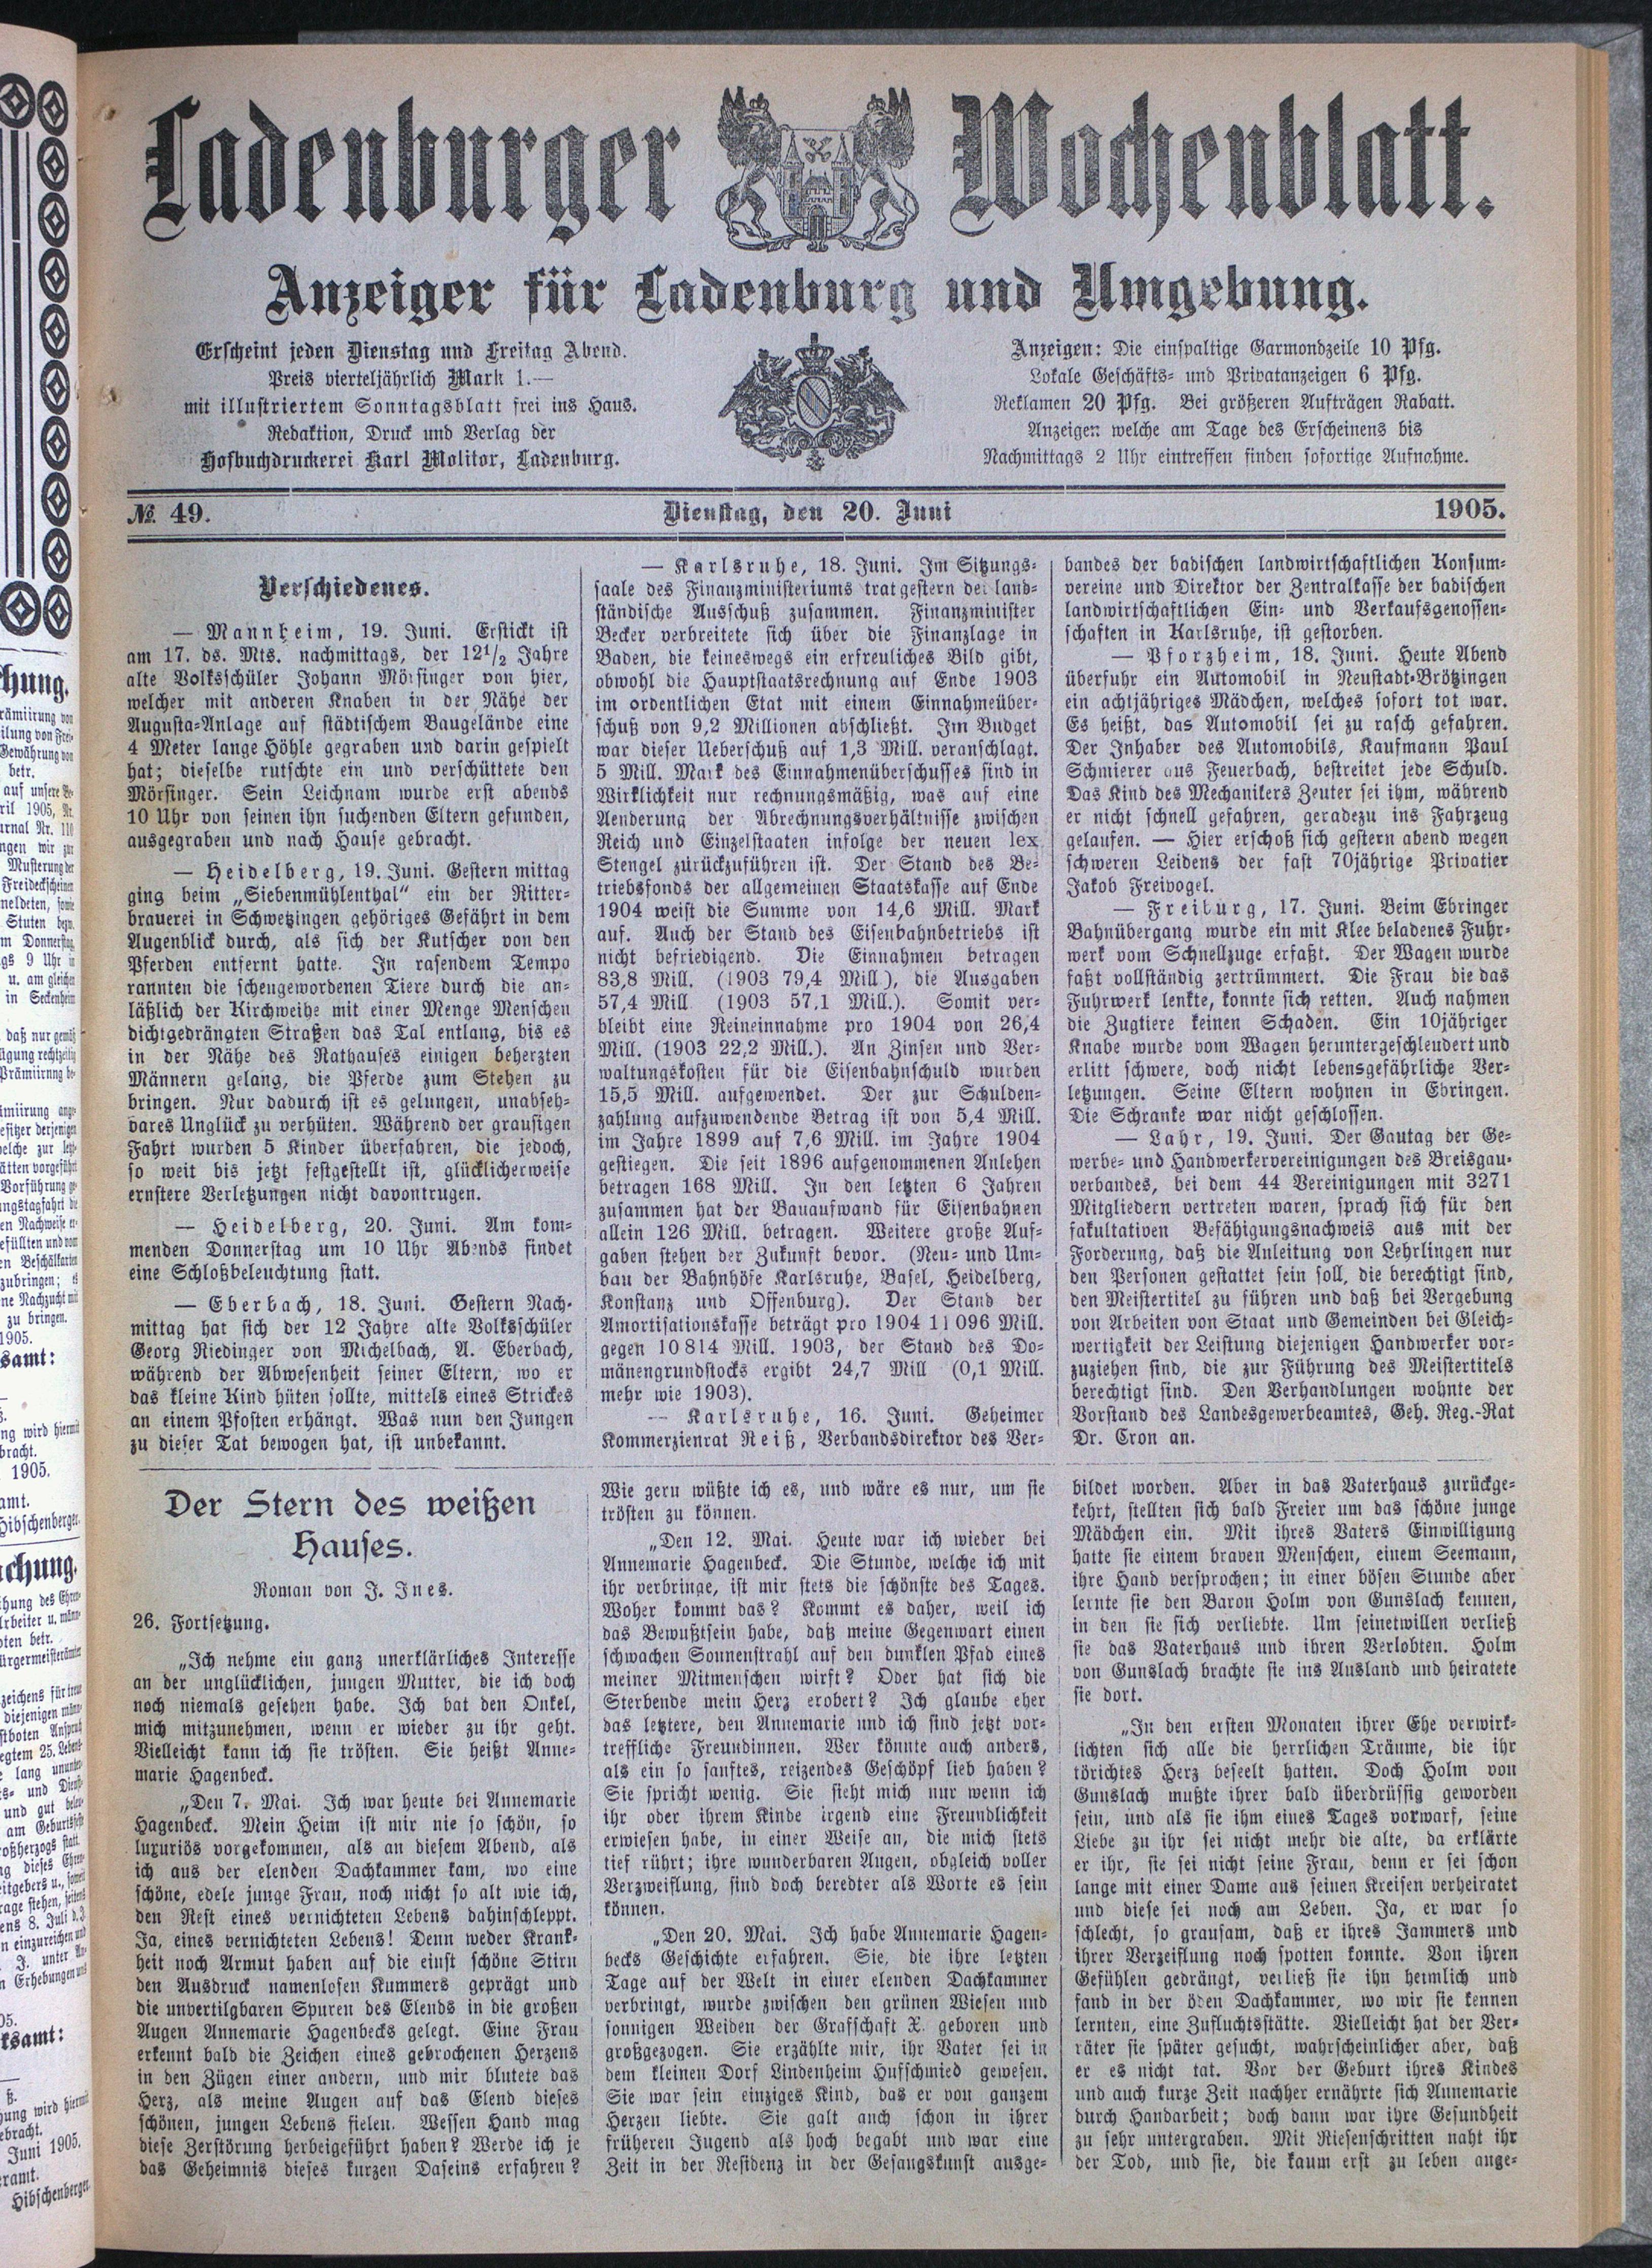 Ladenburger Wochenblatt.
Anzeiger für Ladenburg und Umgebung.
Erscheint jeden Dienstag und Freitag Abend.
Preis vierteljährlich Mark 1.—
mit illustriertem Sonntagsblatt frei ins Haus.
Redaktion, Druck und Verlag der
Hofbuchdruckerei Karl Molitor, Ladenburg.
Anzeigen: Die einspaltige Garmondzeile 10 Pfg.
Lokale Geschäfts- und Privatanzeigen 6 Pfg.
Reklamen 20 Pfg. Bei größeren Aufträgen Rabatt.
Anzeigen welche am Tage des Erscheinens bis
Nachmittags 2 Uhr eintreffen finden sofortige Aufnahme.
№ 49. Dienstag, den 20. Juni 1905.
Verschiedenes.
— Mannheim, 19. Juni. Erstickt ist
am 17. ds. Mts. nachmittags, der 12½ Jahre
alte Volksschüler Johann Mörsinger von hier,
welcher mit anderen Knaben in der Nähe der
Augusta-Anlage auf städtischem Baugelände eine
4 Meter lange Höhle gegraben und darin gespielt
hat; dieselbe rutschte ein und verschüttete den
Mörsinger. Sein Leichnam wurde erst abends
10 Uhr von seinen ihn suchenden Eltern gefunden,
ausgegraben und nach Hause gebracht.
— Heidelberg, 19. Juni. Gestern mittag
ging beim „Siebenmühlenthal“ ein der Ritter-
brauerei in Schwetzingen gehöriges Gefährt in dem
Augenblick durch, als sich der Kutscher von den
Pferden entfernt hatte. In rasendem Tempo
rannten die scheugewordenen Tiere durch die an-
läßlich der Kirchweihe mit einer Menge Menschen
dichtgedrängten Straßen das Tal entlang, bis es
in der Nähe des Rathauses einigen beherzten
Männern gelang, die Pferde zum Stehen zu
bringen. Nur dadurch ist es gelungen, unabseh-
bares Unglück zu verhüten. Während der grausigen
Fahrt wurden 5 Kinder überfahren, die jedoch,
so weit bis jetzt festgestellt ist, glücklicherweise
ernstere Verletzungen nicht davontrugen.
— Heidelberg, 20. Juni. Am kom-
menden Donnerstag um 10 Uhr Abends findet
eine Schloßbeleuchtung statt.
— Eberbach, 18. Juni. Gestern Nach-
mittag hat sich der 12 Jahre alte Volksschüler
Georg Riedinger von Michelbach, A. Eberbach,
während der Abwesenheit seiner Eltern, wo er
das kleine Kind hüten sollte, mittels eines Strickes
an einem Pfosten erhängt. Was nun den Jungen
zu dieser Tat bewogen hat, ist unbekannt.
— Karlsruhe, 18. Juni. Im Sitzungs-
saale des Finanzministeriums trat gestern der land-
ständische Ausschuß zusammen. Finanzminister
Becker verbreitete sich über die Finanzlage in
Baden, die keineswegs ein erfreuliches Bild gibt,
obwohl die Hauptstaatsrechnung auf Ende 1903
im ordentlichen Etat mit einem Einnahmeüber-
schuß von 9,2 Millionen abschließt. Im Budget
war dieser Ueberschuß auf 1,3 Mill. veranschlagt.
5 Mill. Mark des Einnahmenüberschusses sind in
Wirklichkeit nur rechnungsmäßig, was auf eine
Aenderung der Abrechnungsverhältnisse zwischen
Reich und Einzelstaaten infolge der neuen lex
Stengel zurückzuführen ist. Der Stand des Be-
triebsfonds der allgemeinen Staatskasse auf Ende
1904 weist die Summe von 14,6 Mill. Mark
auf. Auch der Stand des Eisenbahnbetriebs ist
nicht befriedigend. Die Einnahmen betragen
83,8 Mill. (1903 79,4 Mill), die Ausgaben
57,4 Mill (1903 57,1 Mill.). Somit ver-
bleibt eine Reineinnahme pro 1904 von 26,4
Mill. (1903 22,2 Mill.). An Zinsen und Ver-
waltungskosten für die Eisenbahnschuld wurden
15,5 Mill. aufgewendet. Der zur Schulden-
zahlung aufzuwendende Betrag ist von 5,4 Mill.
im Jahre 1899 auf 7,6 Mill. im Jahre 1904
gestiegen. Die seit 1896 aufgenommenen Anlehen
betragen 168 Mill. In den letzten 6 Jahren
zusammen hat der Bauaufwand für Eisenbahnen
allein 126 Mill. betragen. Weitere große Auf-
gaben stehen der Zukunft bevor. (Neu- und Um-
bau der Bahnhöfe Karlsruhe, Basel, Heidelberg,
Konstanz und Offenburg). Der Stand der
Amortisationskasse beträgt pro 1904 11 096 Mill.
gegen 10 814 Mill. 1903, der Stand des Do-
mänengrundstocks ergibt 24,7 Mill (0,1 Mill.
mehr wie 1903).
— Karlsruhe, 16. Juni. Geheimer
Kommerzienrat Reiß, Verbandsdirektor des Ver-
bandes der badischen landwirtschaftlichen Konsum-
vereine und Direktor der Zentralkasse der badischen
landwirtschaftlichen Ein- und Verkaufsgenossen-
schaften in Karlsruhe, ist gestorben.
— Pforzheim, 18. Juni. Heute Abend
überfuhr ein Automobil in Neustadt-Brötzingen
ein achtjähriges Mädchen, welches sofort tot war.
Es heißt, das Automobil sei zu rasch gefahren.
Der Inhaber des Automobils, Kaufmann Paul
Schmierer aus Feuerbach, bestreitet jede Schuld.
Das Kind des Mechanikers Zeuter sei ihm, während
er nicht schnell gefahren, geradezu ins Fahrzeug
gelaufen. — Hier erschoß sich gestern abend wegen
schweren Leidens der fast 70jährige Privatier
Jakob Freivogel.
— Freiburg, 17. Juni. Beim Ebringer
Bahnübergang wurde ein mit Klee beladenes Fuhr-
werk vom Schnellzuge erfaßt. Der Wagen wurde
faßt vollständig zertrümmert. Die Frau die das
Fuhrwerk lenkte, konnte sich retten. Auch nahmen
die Zugtiere keinen Schaden. Ein 10jähriger
Knabe wurde vom Wagen heruntergeschleudert und
erlitt schwere, doch nicht lebensgefährliche Ver-
letzungen. Seine Eltern wohnen in Ebringen.
Die Schranke war nicht geschlossen.
— Lahr, 19. Juni. Der Gautag der Ge-
werbe- und Handwerkervereinigungen des Breisgau-
verbandes, bei dem 44 Vereinigungen mit 3271
Mitgliedern vertreten waren, sprach sich für den
fakultativen Befähigungsnachweis aus mit der
Forderung, daß die Anleitung von Lehrlingen nur
den Personen gestattet sein soll, die berechtigt sind,
den Meistertitel zu führen und daß bei Vergebung
von Arbeiten von Staat und Gemeinden bei Gleich-
wertigkeit der Leistung diejenigen Handwerker vor-
zuziehen sind, die zur Führung des Meistertitels
berechtigt sind. Den Verhandlungen wohnte der
Vorstand des Landesgewerbeamtes, Geh. Reg.-Rat
Dr. Cron an.
Der Stern des weißen
Hauses.
Roman von J. Ines.
26. Fortsetzung.
„Ich nehme ein ganz unerklärliches Interesse
an der unglücklichen, jungen Mutter, die ich doch
noch niemals gesehen habe. Ich bat den Onkel,
mich mitzunehmen, wenn er wieder zu ihr geht.
Vielleicht kann ich sie trösten. Sie heißt Anne-
marie Hagenbeck.
„Den 7. Mai. Ich war heute bei Annemarie
Hagenbeck. Mein Heim ist mir nie so schön, so
luxuriös vorgekommen, als an diesem Abend, als
ich aus der elenden Dachkammer kam, wo eine
schöne, edele junge Frau, noch nicht so alt wie ich,
den Rest eines vernichteten Lebens dahinschleppt.
Ja, eines vernichteten Lebens! Denn weder Krank-
heit noch Armut haben auf die einst schöne Stirn
den Ausdruck namenlosen Kummers geprägt und
die unvertilgbaren Spuren des Elends in die großen
Augen Annemarie Hagenbecks gelegt. Eine Frau
erkennt bald die Zeichen eines gebrochenen Herzens
in den Zügen einer andern, und mir blutete das
Herz, als meine Augen auf das Elend dieses
schönen, jungen Lebens fielen. Wessen Hand mag
diese Zerstörung herbeigeführt haben? Werde ich je
das Geheimnis dieses kurzen Daseins erfahren?
Wie gern wüßte ich es, und wäre es nur, um sie
trösten zu können.
„Den 12. Mai. Heute war ich wieder bei
Annemarie Hagenbeck. Die Stunde, welche ich mit
ihr verbringe, ist mir stets die schönste des Tages.
Woher kommt das? Kommt es daher, weil ich
das Bewußtsein habe, daß meine Gegenwart einen
schwachen Sonnenstrahl auf den dunklen Pfad eines
meiner Mitmenschen wirft? Oder hat sich die
Sterbende mein Herz erobert? Ich glaube eher
das letztere, den Annemarie und ich sind jetzt vor-
treffliche Freundinnen. Wer könnte auch anders,
als ein so sanftes, reizendes Geschöpf lieb haben?
Sie spricht wenig. Sie sieht mich nur wenn ich
ihr oder ihrem Kinde irgend eine Freundlichkeit
erwiesen habe, in einer Weise an, die mich stets
tief rührt; ihre wunderbaren Augen, obgleich voller
Verzweiflung, sind doch beredter als Worte es sein
können.
„Den 20. Mai. Ich habe Annemarie Hagen-
becks Geschichte erfahren. Sie, die ihre letzten
Tage auf der Welt in einer elenden Dachkammer
verbringt, wurde zwischen den grünen Wiesen und
sonnigen Weiden der Grafschaft X. geboren und
großgezogen. Sie erzählte mir, ihr Vater sei in
dem kleinen Dorf Lindenheim Hufschmied gewesen.
Sie war sein einziges Kind, das er von ganzem
Herzen liebte. Sie galt auch schon in ihrer
früheren Jugend als hoch begabt und war eine
Zeit in der Residenz in der Gesangskunst ausge-
bildet worden. Aber in das Vaterhaus zurückge-
kehrt, stellten sich bald Freier um das schöne junge
Mädchen ein. Mit ihres Vaters Einwilligung
hatte sie einem braven Menschen, einem Seemann,
ihre Hand versprochen; in einer bösen Stunde aber
lernte sie den Baron Holm von Gunslach kennen,
in den sie sich verliebte. Um seinetwillen verließ
sie das Vaterhaus und ihren Verlobten. Holm
von Gunslach brachte sie ins Ausland und heiratete
sie dort.
„In den ersten Monaten ihrer Ehe verwirk-
lichten sich alle die herrlichen Träume, die ihr
törichtes Herz beseelt hatten. Doch Holm von
Gunslach mußte ihrer bald überdrüssig geworden
sein, und als sie ihm eines Tages vorwarf, seine
Liebe zu ihr sei nicht mehr die alte, da erklärte
er ihr, sie sei nicht seine Frau, denn er sei schon
lange mit einer Dame aus seinen Kreisen verheiratet
und diese sei noch am Leben. Ja, er war so
schlecht, so grausam, daß er ihres Jammers und
ihrer Verzeiflung noch spotten konnte. Von ihren
Gefühlen gedrängt, verließ sie ihn heimlich und
fand in der öden Dachkammer, wo wir sie kennen
lernten, eine Zufluchtsstätte. Vielleicht hat der Ver-
räter sie später gesucht, wahrscheinlicher aber, daß
er es nicht tat. Vor der Geburt ihres Kindes
und auch kurze Zeit nachher ernährte sich Annemarie
durch Handarbeit; doch dann war ihre Gesundheit
zu sehr untergraben. Mit Riesenschritten naht ihr
der Tod, und sie, die kaum erst zu leben ange-